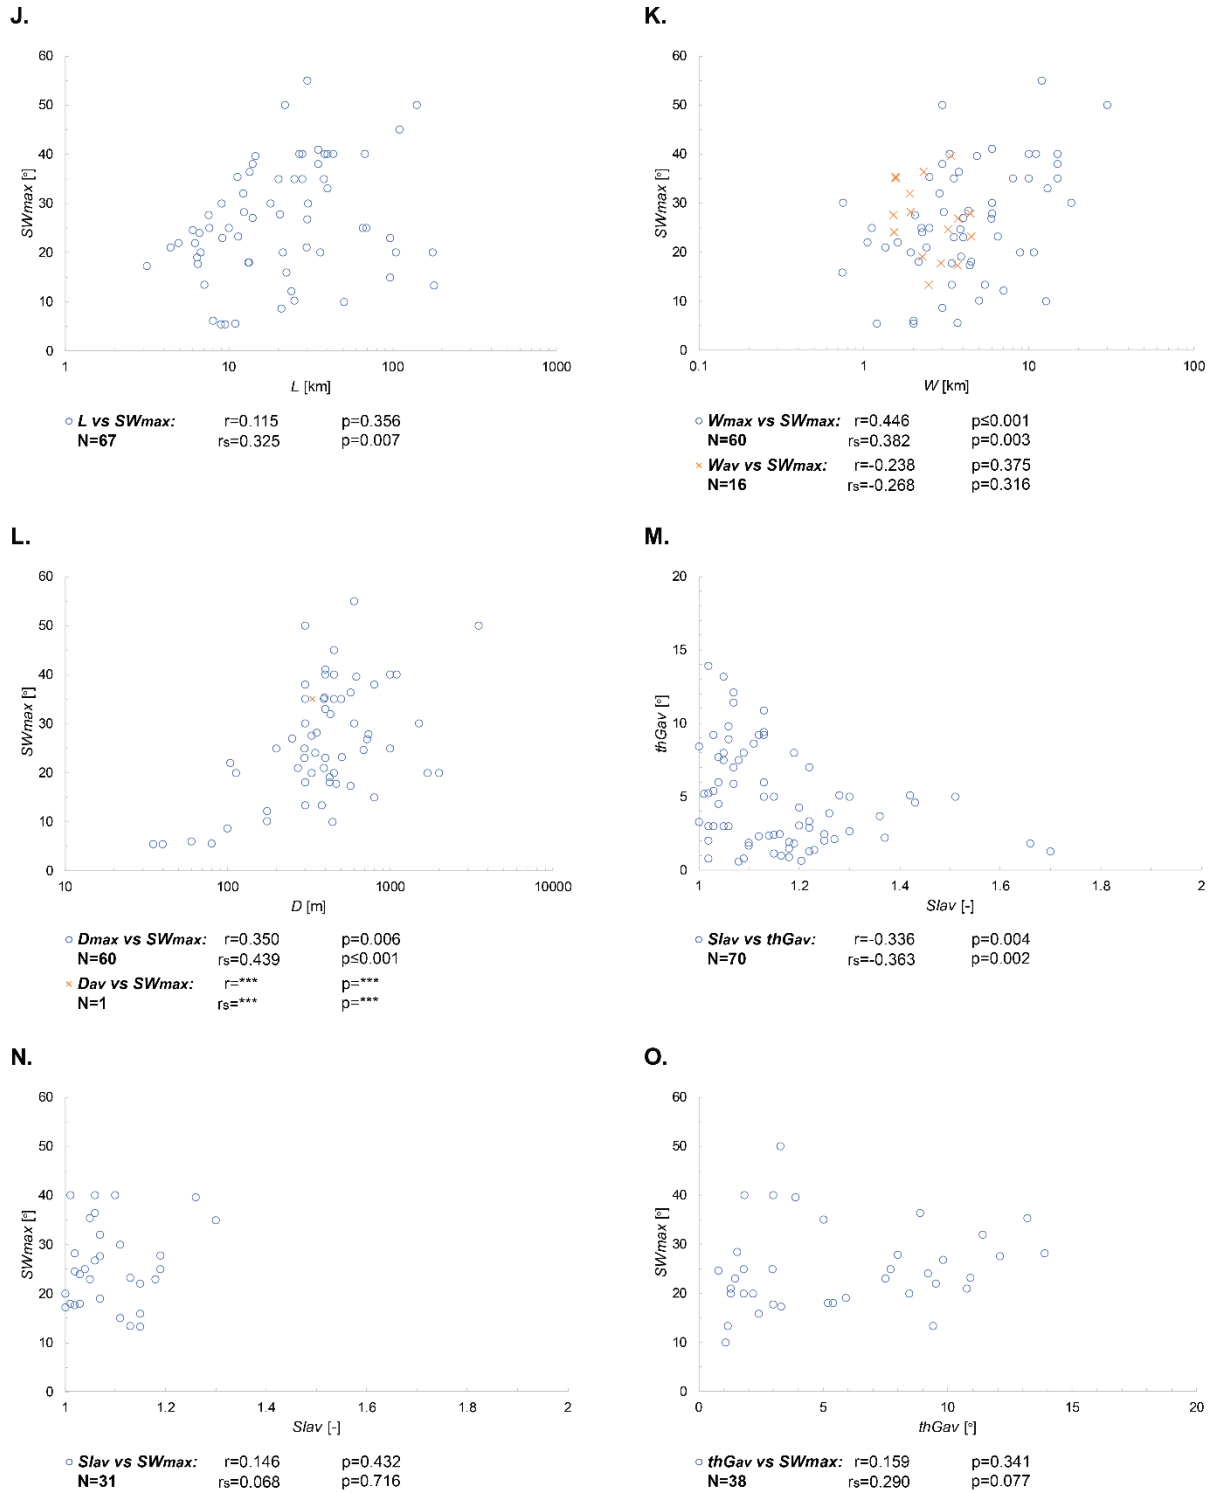 J.
60
50
40
30
20
10
0
SWmax [°]
1 10 100 1000
L [km]
L vs SWmax: r=0.115 p=0.356
N=67 rs=0.325 p=0.007
K.
60
50
40
30
20
10
0
SWmax [°]
0.1 1 10 100
W [km]
Wmax vs SWmax: r=0.446 p≤0.001
N=60 rs=0.382 p=0.003
Wav vs SWmax: r=-0.238 p=0.375
N=16 rs=-0.268 p=0.316
L.
60
50
40
30
20
10
0
SWmax [°]
10 100 1000 10000
D [m]
Dmax vs SWmax: r=0.350 p=0.006
N=60 rs=0.439 p≤0.001
Dav vs SWmax: r=*** p=***
N=1 rs=*** p=***
M.
20
15
10
5
0
thGav [°]
1 1.2 1.4 1.6 1.8 2
SIav [-]
SIav vs thGav: r=-0.336 p=0.004
N=70 rs=-0.363 p=0.002
N.
60
50
40
30
20
10
0
SWmax [°]
1 1.2 1.4 1.6 1.8 2
SIav [-]
SIav vs SWmax: r=0.146 p=0.432
N=31 rs=0.068 p=0.716
O.
60
50
40
30
20
10
0
SWmax [°]
0 5 10 15 20
thGav [°]
thGav vs SWmax: r=0.159 p=0.341
N=38 rs=0.290 p=0.077